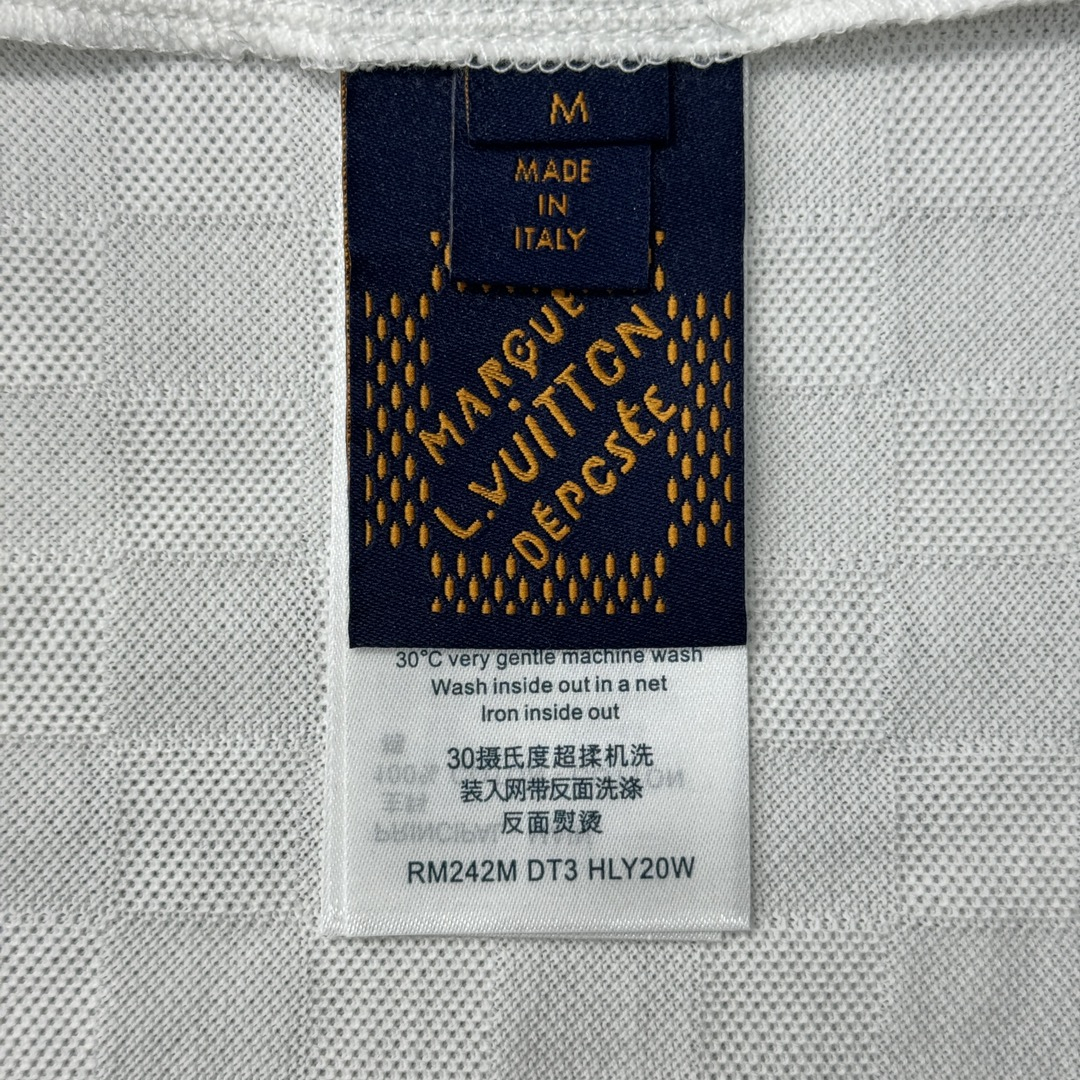 M
MADE
IN
ITALY
MARQUE
L.VUITTON
DÉPOSÉE
30°C very gentle machine wash
Wash inside out in a net
Iron inside out
30摄氏度超揉机洗
装入网带反面洗涤
反面熨烫
RM242M DT3 HLY20W